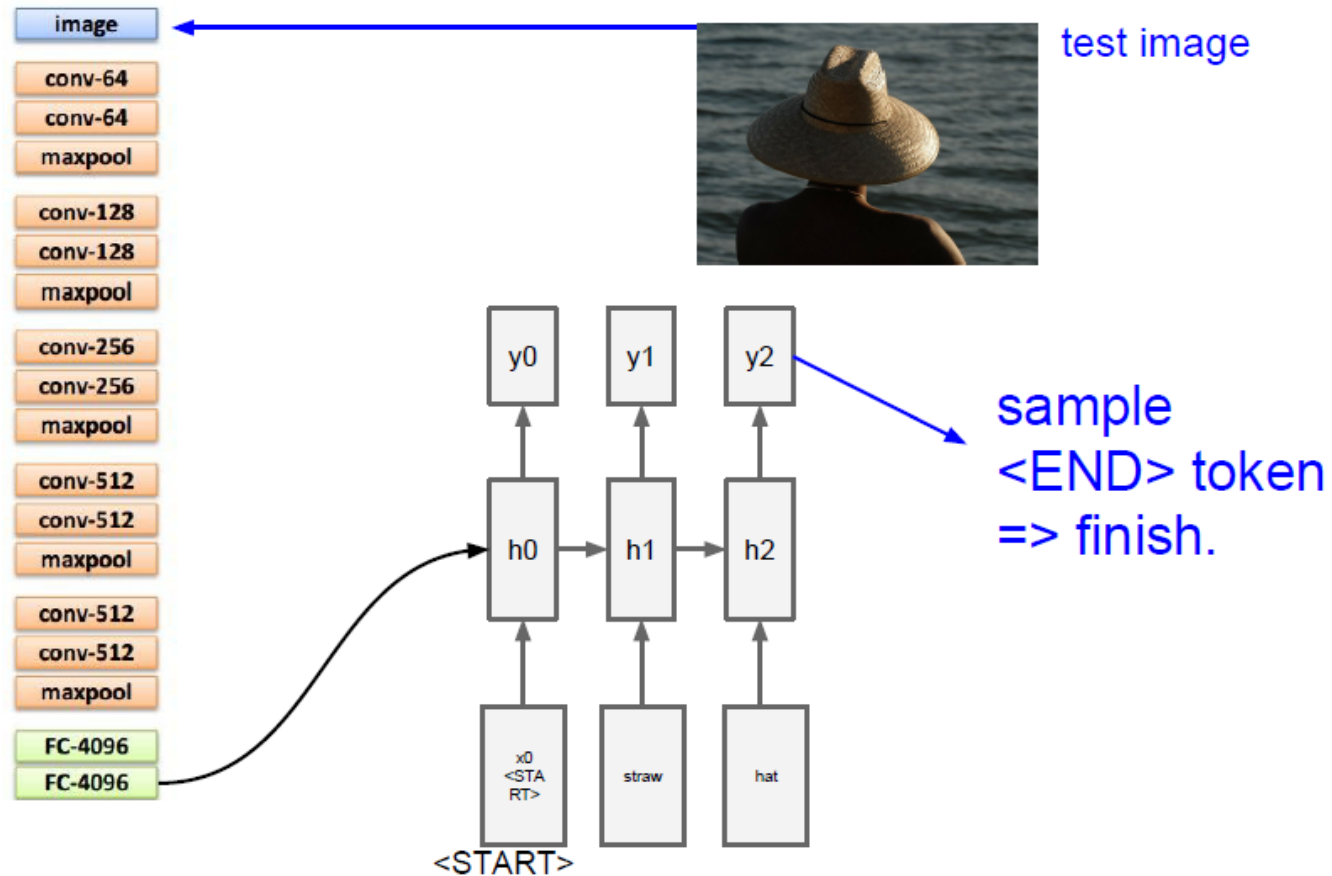 image
test image
conv-64
conv-64
maxpool
conv-128
conv-128
maxpool
conv-256
conv-256
maxpool
conv-512
conv-512
maxpool
conv-512
conv-512
maxpool
FC-4096
FC-4096
y0
y1
y2
h0
h1
h2
x0
<STA
RT>
straw
hat
<START>
sample
<END> token
=> finish.